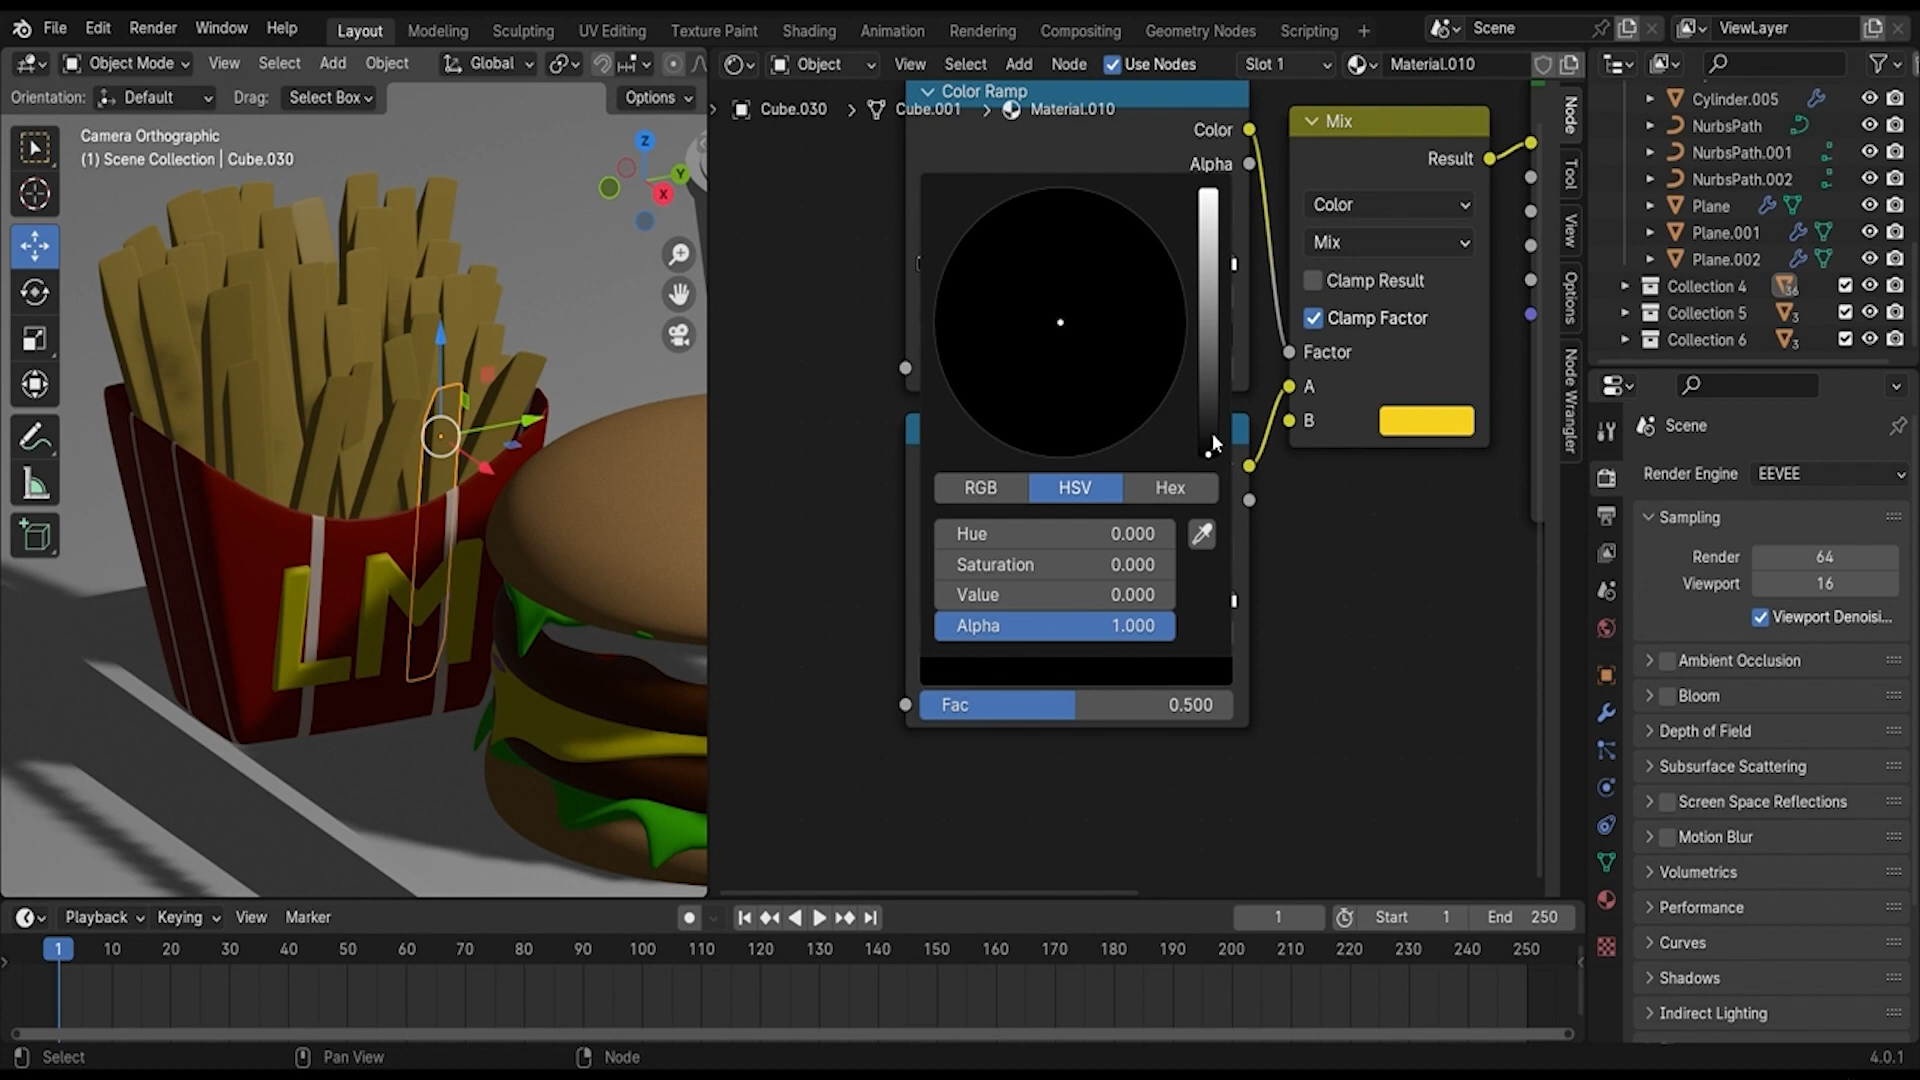 File Edit Render Window Help Layout Modeling Sculpting UV Editing Texture Paint Shading Animation Rendering Compositing Geometry Nodes Scripting + Scene ViewLayer
Object Mode View Select Add Object Global Object View Select Add Node Use Nodes Slot 1 Material.010
Orientation: Default Drag: Select Box Options
Cube.030 > Cube.001 > Material.010
Camera Orthographic
(1) Scene Collection | Cube.030
Z
Y
X
LM
Color Ramp
Color
Alpha
RGB HSV Hex
Hue 0.000
Saturation 0.000
Value 0.000
Alpha 1.000
Fac 0.500
Mix
Result
Color
Mix
Clamp Result
Clamp Factor
Factor
A
B
Node
Tool
View
Options
Node Wrangler
Cylinder.005
NurbsPath
NurbsPath.001
NurbsPath.002
Plane
Plane.001
Plane.002
Collection 4 36
Collection 5 3
Collection 6 3
Scene
Render Engine EEVEE
Sampling
Render 64
Viewport 16
Viewport Denoisi...
Ambient Occlusion
Bloom
Depth of Field
Subsurface Scattering
Screen Space Reflections
Motion Blur
Volumetrics
Performance
Curves
Shadows
Indirect Lighting
Playback Keying View Marker 1 Start 1 End 250
1 10 20 30 40 50 60 70 80 90 100 110 120 130 140 150 160 170 180 190 200 210 220 230 240 250
Select Pan View Node 4.0.1